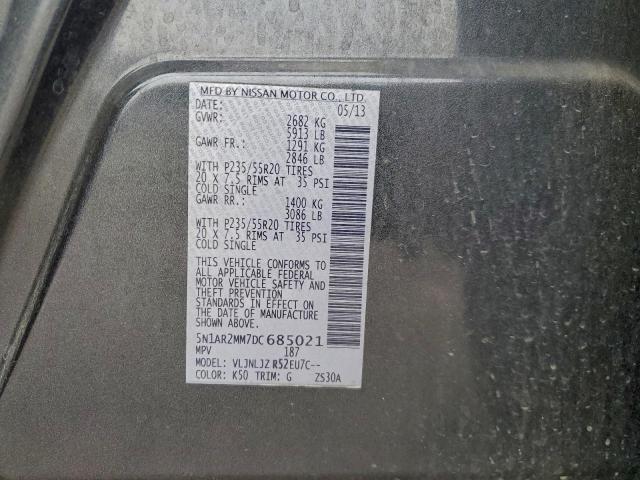 MFD BY NISSAN MOTOR CO., LTD
DATE: 05/13
GVWR: 2682 KG
5913 LB
GAWR FR.: 1291 KG
2846 LB
WITH P235/55R20 TIRES
20 X 7.5 RIMS AT 35 PSI
COLD SINGLE
GAWR RR.: 1400 KG
3086 LB
WITH P235/55R20 TIRES
20 X 7.5 RIMS AT 35 PSI
COLD SINGLE
THIS VEHICLE CONFORMS TO
ALL APPLICABLE FEDERAL
MOTOR VEHICLE SAFETY AND
THEFT PREVENTION
STANDARDS IN EFFECT ON
THE DATE OF MANUFACTURE
SHOWN ABOVE.
5N1AR2MM7DC685021
MPV 187
MODEL: VLJNLJZ R52EU7C--
COLOR: K50 TRIM: G ZS30A